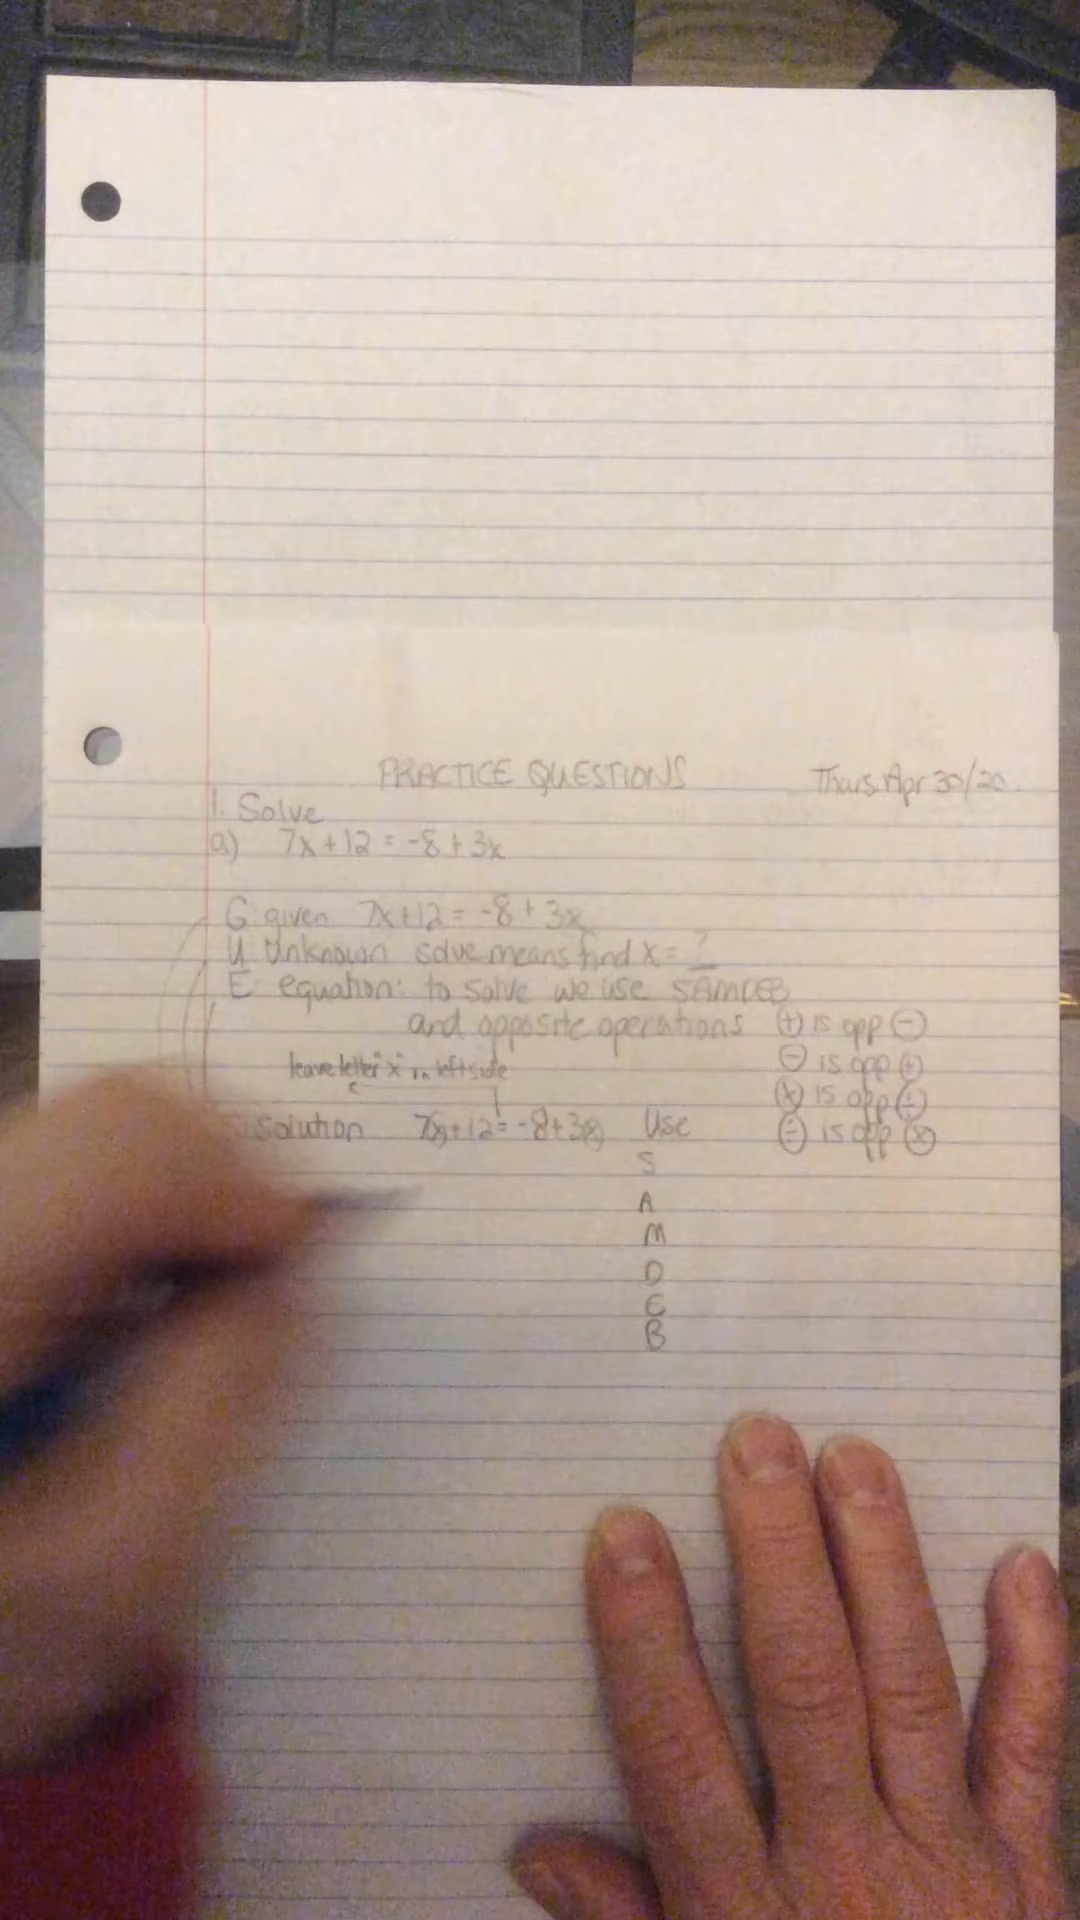 PRACTICE QUESTIONS Thurs. Apr 30/20
1. Solve
a) 7x + 12 = -8 + 3x
G: given 7x+12 = -8 + 3x
U: Unknown solve means find x = ?
E equation: to solve we use SAMDEB
and opposite operations (+) is opp (-)
(-) is opp (+)
leave letter "x" in left side
(x) is opp (÷)
solution 7x+12 = -8+3x Use (÷) is opp (x)
S
A
M
D
E
B